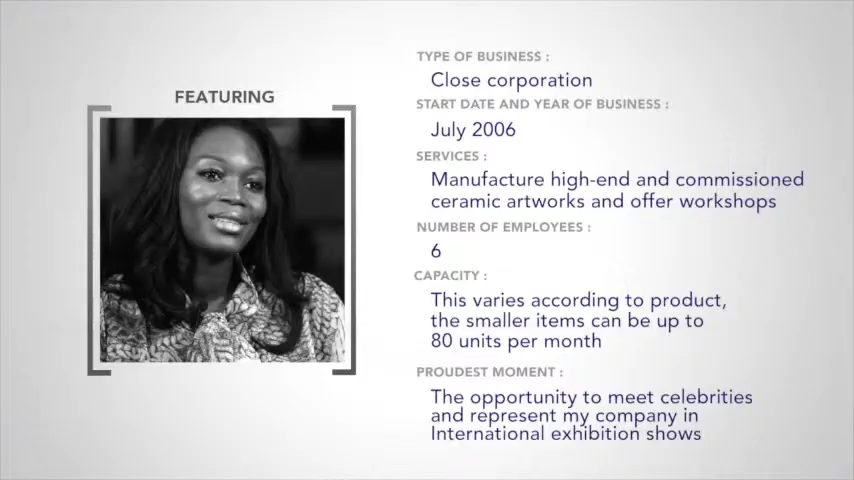 FEATURING
TYPE OF BUSINESS :
Close corporation
START DATE AND YEAR OF BUSINESS :
July 2006
SERVICES :
Manufacture high-end and commissioned
ceramic artworks and offer workshops
NUMBER OF EMPLOYEES :
6
CAPACITY :
This varies according to product,
the smaller items can be up to
80 units per month
PROUDEST MOMENT :
The opportunity to meet celebrities
and represent my company in
International exhibition shows